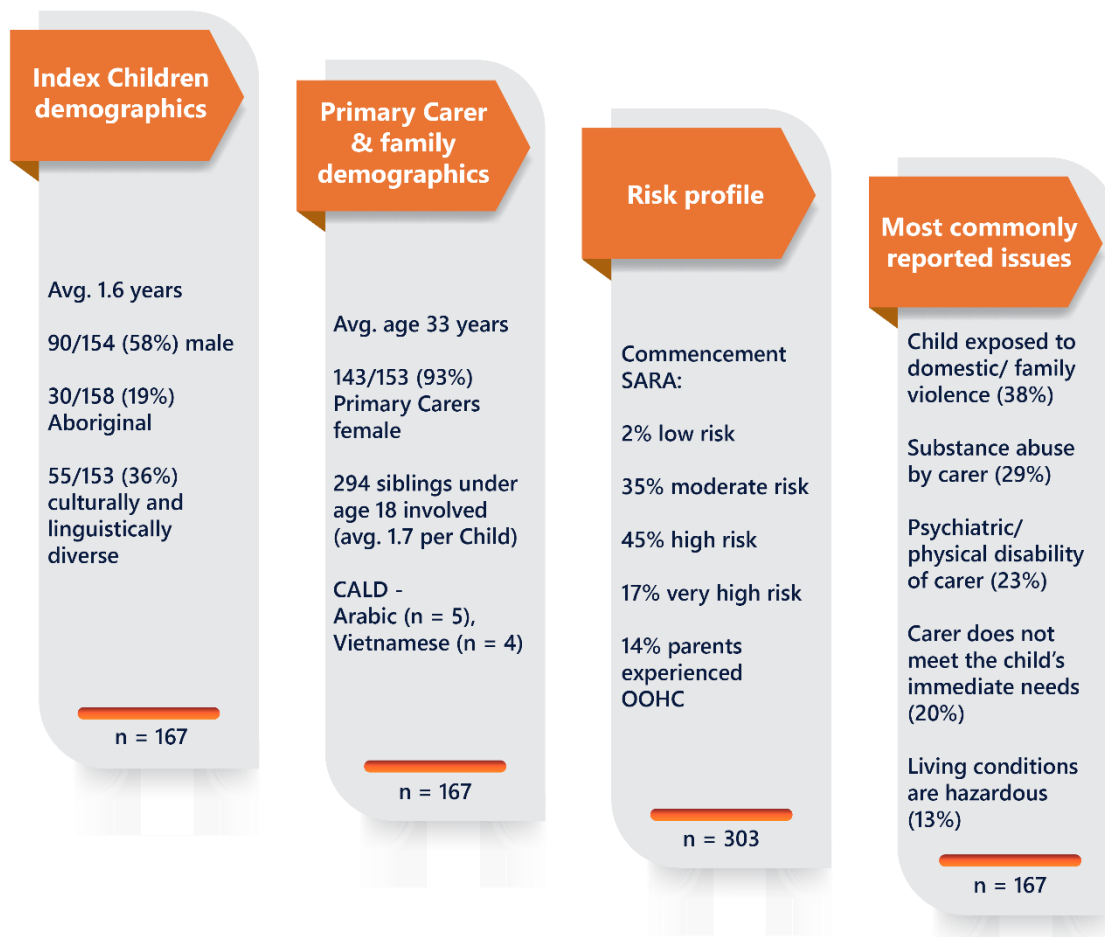 Index Children
demographics
Avg. 1.6 years
90/154 (58%) male
30/158 (19%)
Aboriginal
55/153 (36%)
culturally and
linguistically
diverse
n = 167
Primary Carer
& family
demographics
Avg. age 33 years
143/153 (93%)
Primary Carers
female
294 siblings under
age 18 involved
(avg. 1.7 per Child)
CALD -
Arabic (n = 5),
Vietnamese (n = 4)
n = 167
Risk profile
Commencement
SARA:
2% low risk
35% moderate risk
45% high risk
17% very high risk
14% parents
experienced
OOHC
n = 303
Most commonly
reported issues
Child exposed to
domestic/ family
violence (38%)
Substance abuse
by carer (29%)
Psychiatric/
physical disability
of carer (23%)
Carer does not
meet the child’s
immediate needs
(20%)
Living conditions
are hazardous
(13%)
n = 167